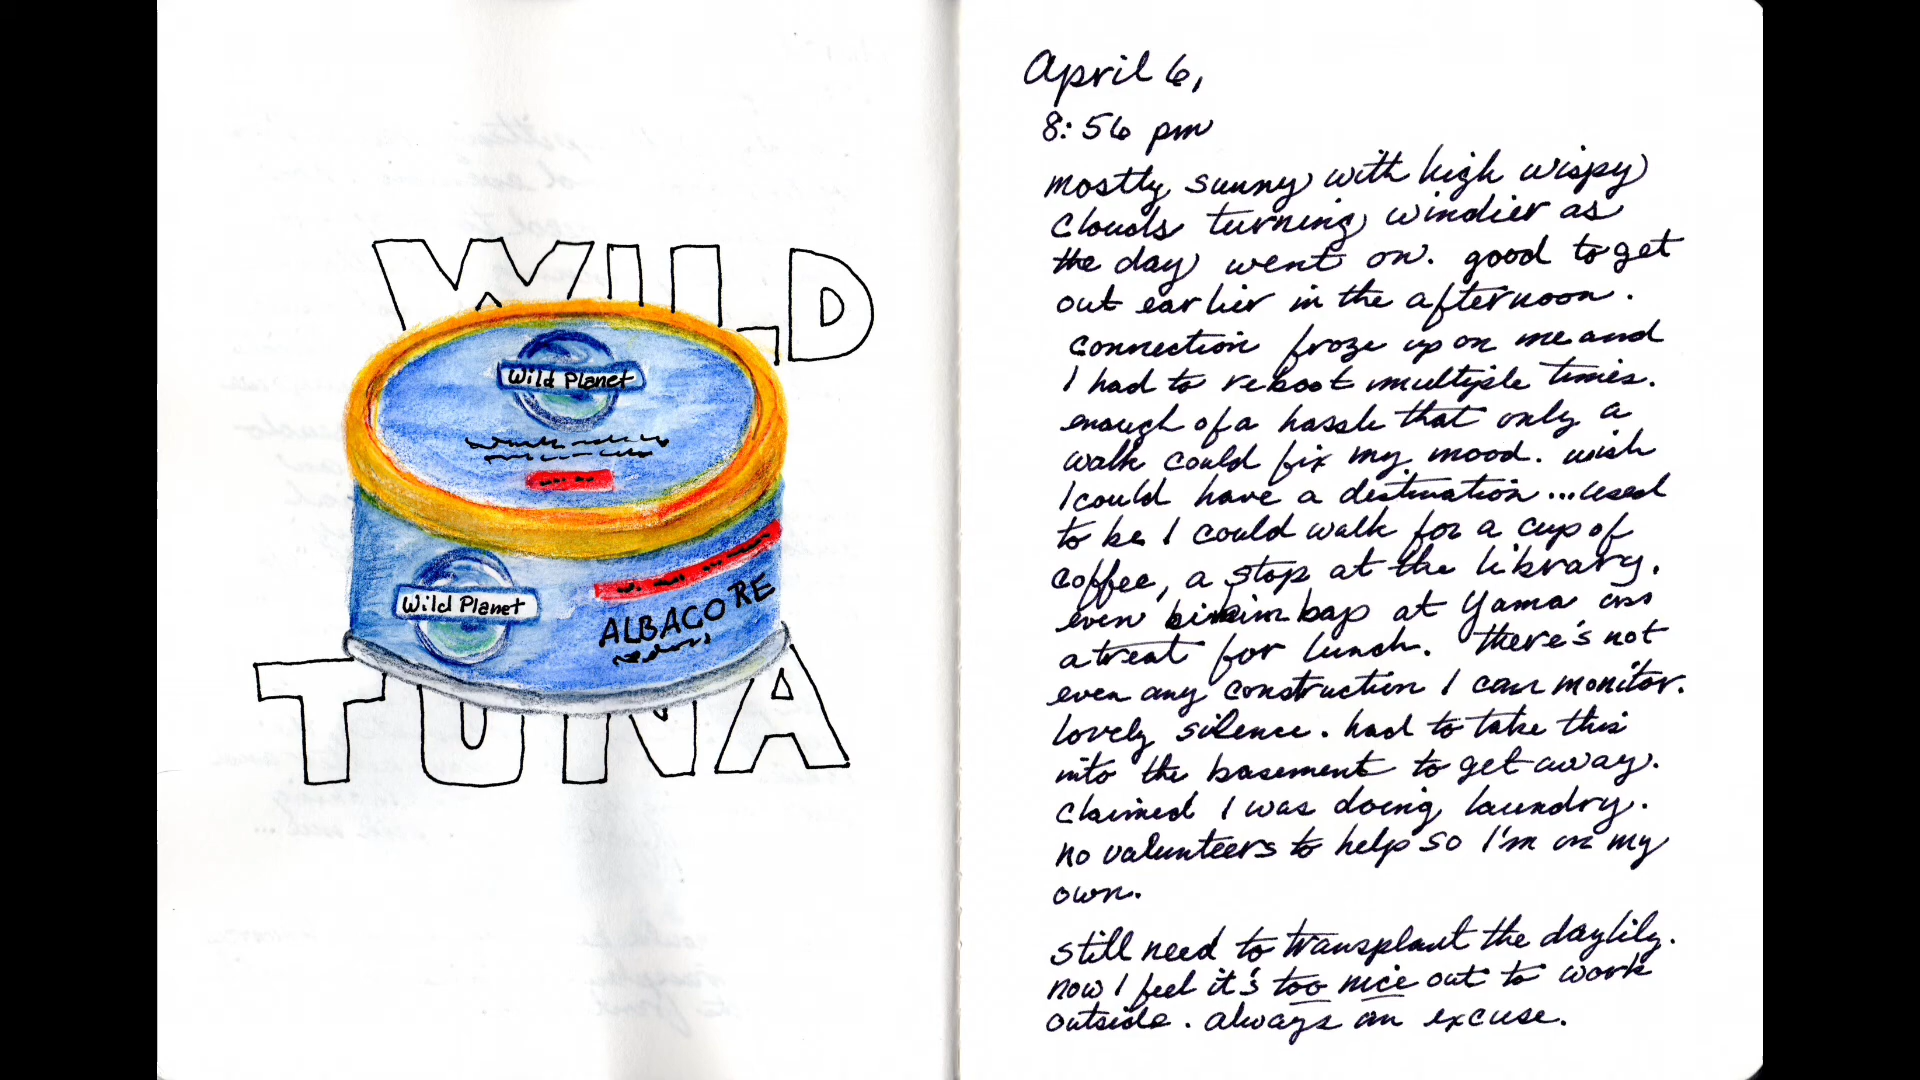 WILD
Wild Planet
Wild Planet
ALBACORE
TUNA
April 6,
8:56 pm
mostly sunny with high wispy
clouds turning windier as
the day went on. good to get
out earlier in the afternoon.
connection froze up on me and
I had to reboot multiple times.
enough of a hassle that only a
walk could fix my mood. wish
I could have a destination...used
to be I could walk for a cup of
coffee, a stop at the library.
even bibimbap at Yama as
a treat for lunch. there's not
even any construction I can monitor.
lovely silence. had to take this
into the basement to get away.
claimed I was doing laundry.
no volunteers to help so I'm on my
own.
still need to transplant the daylily.
now I feel it's too nice out to work
outside. always an excuse.